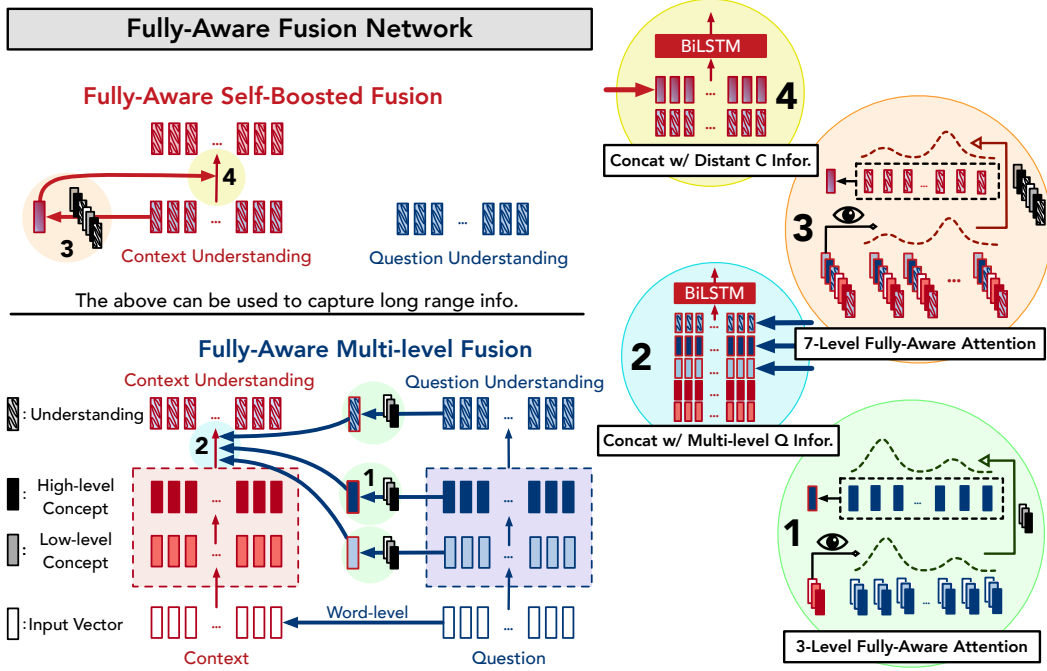 Fully-Aware Fusion Network
Fully-Aware Self-Boosted Fusion
...
4
...
...
3
Context Understanding
Question Understanding
The above can be used to capture long range info.
Fully-Aware Multi-level Fusion
Context Understanding
Question Understanding
: Understanding
...
...
2
1
: High-level
Concept
...
...
: Low-level
Concept
...
...
: Input Vector
...
Word-level
...
Context
Question
BiLSTM
...
4
...
Concat w/ Distant C Infor.
...
3
...
7-Level Fully-Aware Attention
BiLSTM
...
...
2
...
...
...
Concat w/ Multi-level Q Infor.
...
1
...
3-Level Fully-Aware Attention